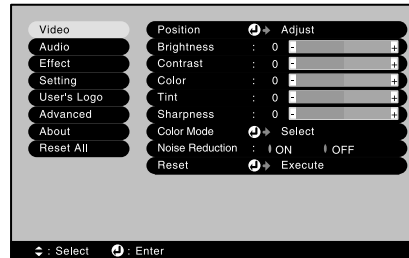 Video
Audio
Effect
Setting
User's Logo
Advanced
About
Reset All
Position Adjust
Brightness : 0 - +
Contrast : 0 - +
Color : 0 - +
Tint : 0 - +
Sharpness : 0 - +
Color Mode Select
Noise Reduction : ON OFF
Reset Execute
: Select : Enter